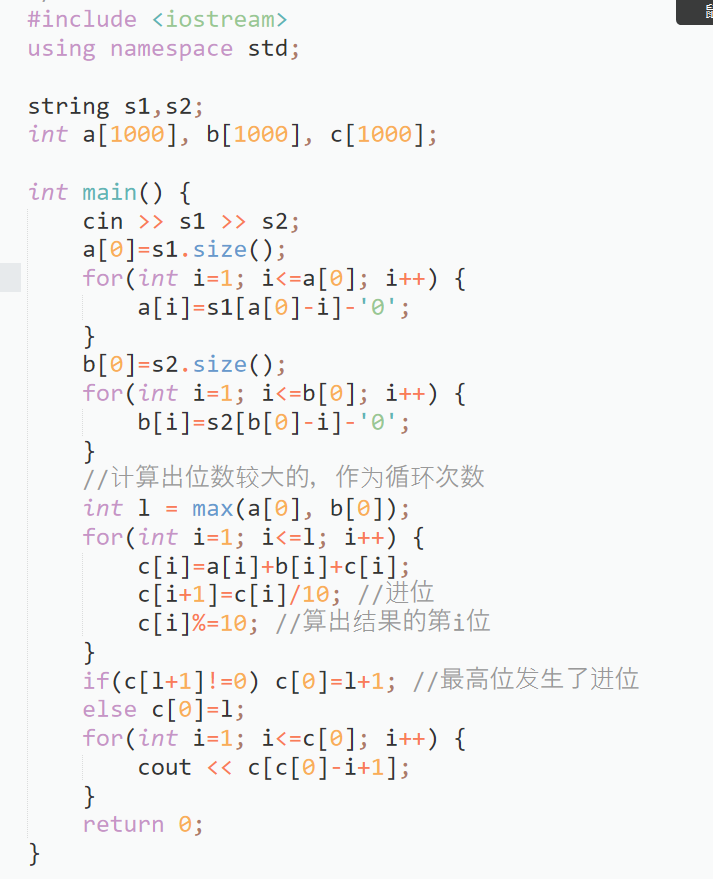 #include <iostream>
using namespace std;
string s1,s2;
int a[1000], b[1000], c[1000];
int main() {
cin >> s1 >> s2;
a[0]=s1.size();
for(int i=1; i<=a[0]; i++) {
a[i]=s1[a[0]-i]-'0';
}
b[0]=s2.size();
for(int i=1; i<=b[0]; i++) {
b[i]=s2[b[0]-i]-'0';
}
//计算出位数较大的, 作为循环次数
int l = max(a[0], b[0]);
for(int i=1; i<=l; i++) {
c[i]=a[i]+b[i]+c[i];
c[i+1]=c[i]/10; //进位
c[i]%=10; //算出结果的第i位
}
if(c[l+1]!=0) c[0]=l+1; //最高位发生了进位
else c[0]=l;
for(int i=1; i<=c[0]; i++) {
cout << c[c[0]-i+1];
}
return 0;
}